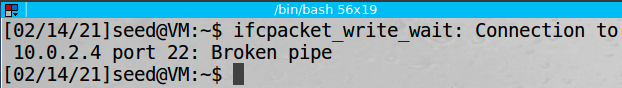 /bin/bash 56x19
[02/14/21]seed@VM:~$ ifcpacket_write_wait: Connection to
10.0.2.4 port 22: Broken pipe
[02/14/21]seed@VM:~$